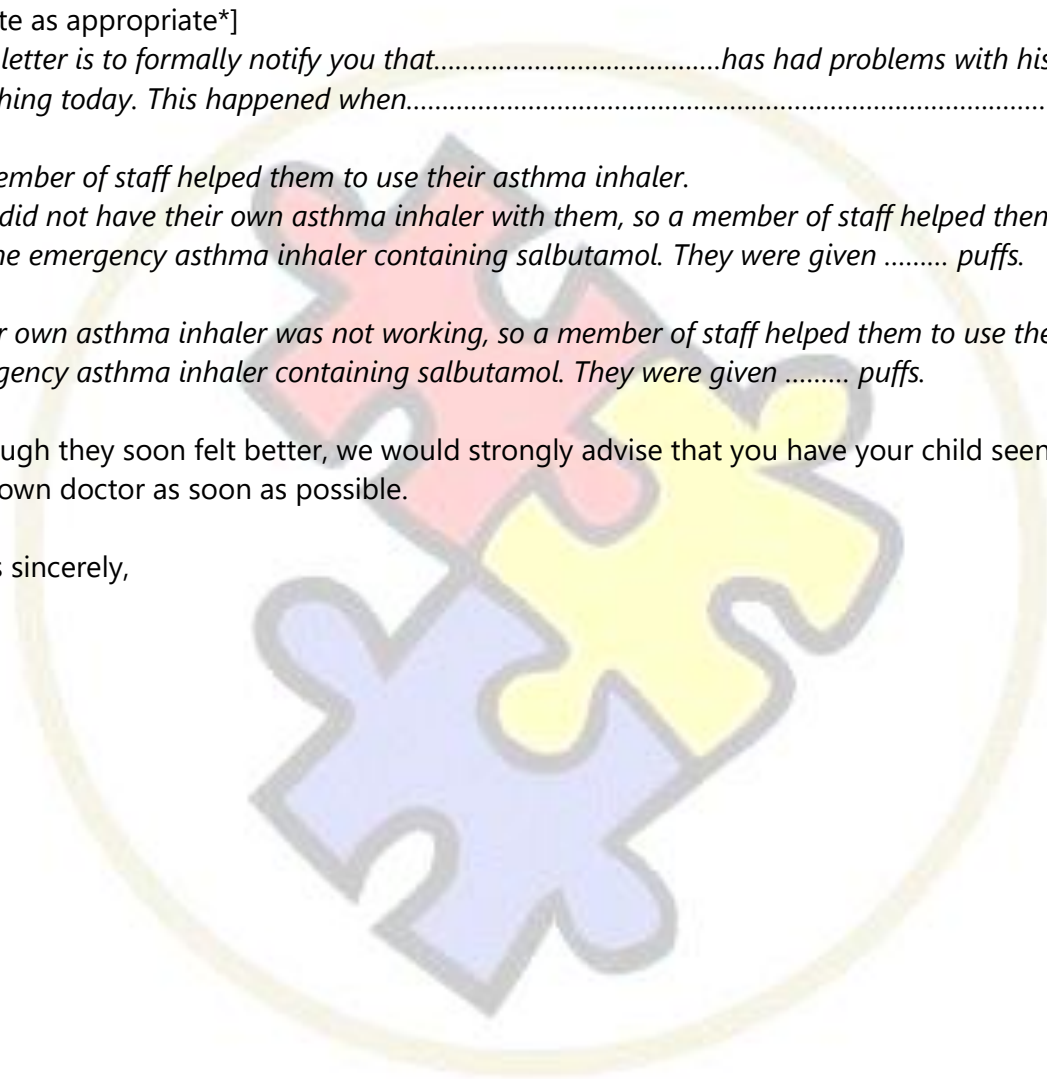 te as appropriate*]
letter is to formally notify you that........................................has had problems with his
hing today. This happened when..........................................................................................
ember of staff helped them to use their asthma inhaler.
did not have their own asthma inhaler with them, so a member of staff helped them
he emergency asthma inhaler containing salbutamol. They were given ......... puffs.
r own asthma inhaler was not working, so a member of staff helped them to use the
gency asthma inhaler containing salbutamol. They were given ......... puffs.
ugh they soon felt better, we would strongly advise that you have your child seen
own doctor as soon as possible.
s sincerely,